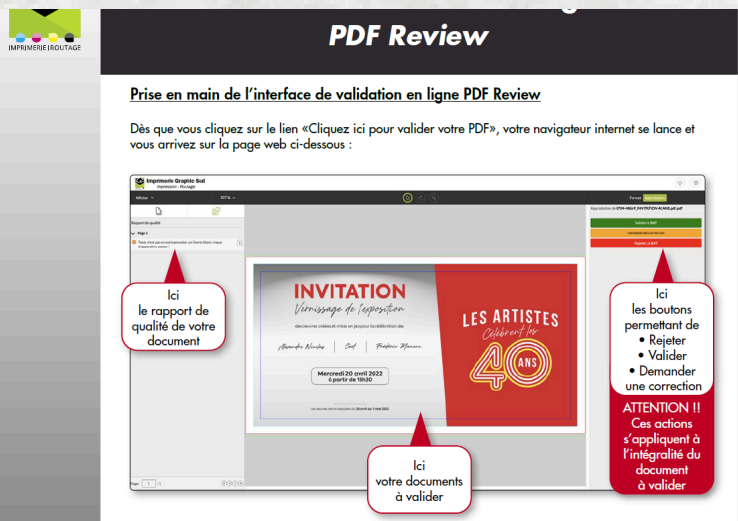 IMPRIMERIE|ROUTAGE
PDF Review
Prise en main de l'interface de validation en ligne PDF Review
Dès que vous cliquez sur le lien «Cliquez ici pour valider votre PDF», votre navigateur internet se lance et
vous arrivez sur la page web ci-dessous :
Imprimerie Graphic Sud
Impression - Routage
Afficher
Format
Rapport de qualité
Page 1
Valider le BAT
Rejeter le BAT
INVITATION
Vernissage de l'exposition
Mercredi 20 avril 2022
à partir de 18h30
LES ARTISTES
Célèbrent les
40
ANS
Ici
le rapport de
qualité de votre
document
Ici
les boutons
permettant de
• Rejeter
• Valider
• Demander
une correction
ATTENTION !!
Ces actions
s'appliquent à
l'intégralité du
document
à valider
Ici
votre documents
à valider
Page
1